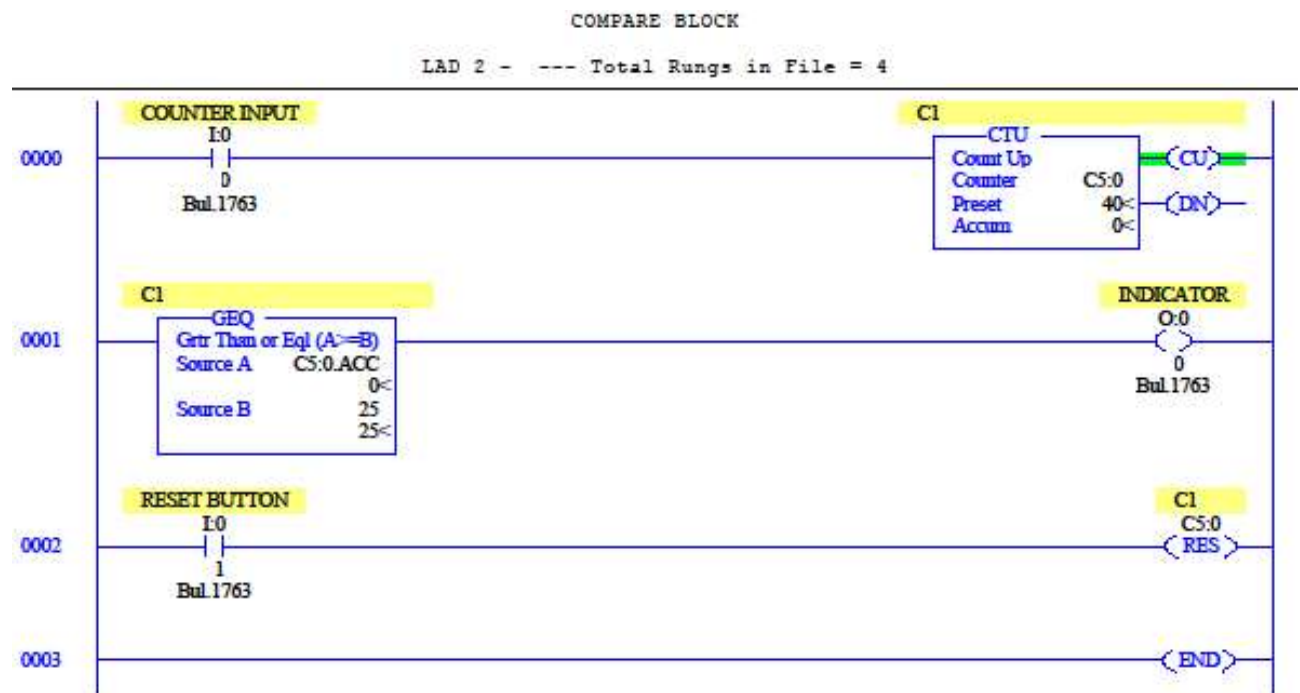 COMPARE BLOCK
LAD 2 - --- Total Rungs in File = 4
COUNTER INPUT
I:0
0000
0
Bul.1763
C1
CTU
Count Up
Counter C5:0
Preset 40<
Accum 0<
CU
DN
C1
GEQ
0001
Grtr Than or Eql (A>=B)
Source A C5:0.ACC
0<
Source B 25
25<
INDICATOR
O:0
0
Bul.1763
RESET BUTTON
I:0
0002
1
Bul.1763
C1
C5:0
RES
0003
END